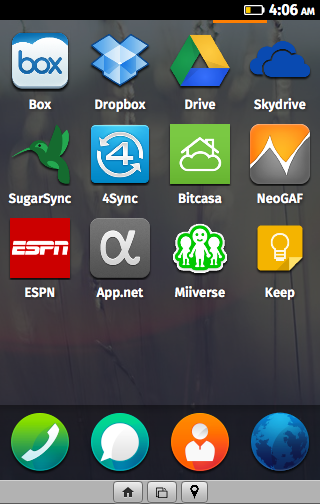 4:06 AM
box
Box Dropbox Drive Skydrive
4
SugarSync 4Sync Bitcasa NeoGAF
ESPN
α
ESPN App.net Miiverse Keep